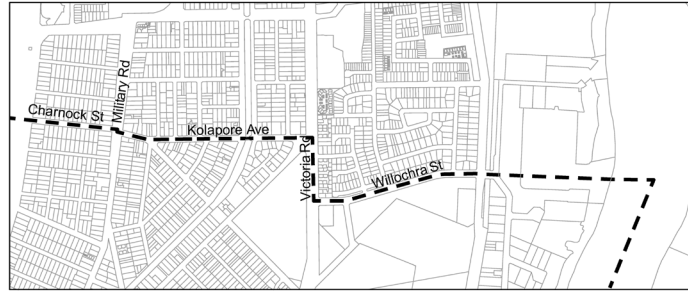 Charnock St
Military Rd
Kolapore Ave
Victoria Rd
Willochra St